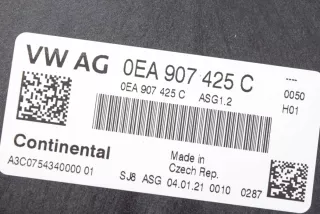 VW AG 0EA 907 425 C
0EA 907 425 C ASG1.2
----
0050
H01
Continental
A3C0754340000 01
Made in
Czech Rep.
SJ8 ASG 04.01.21 0010 0287